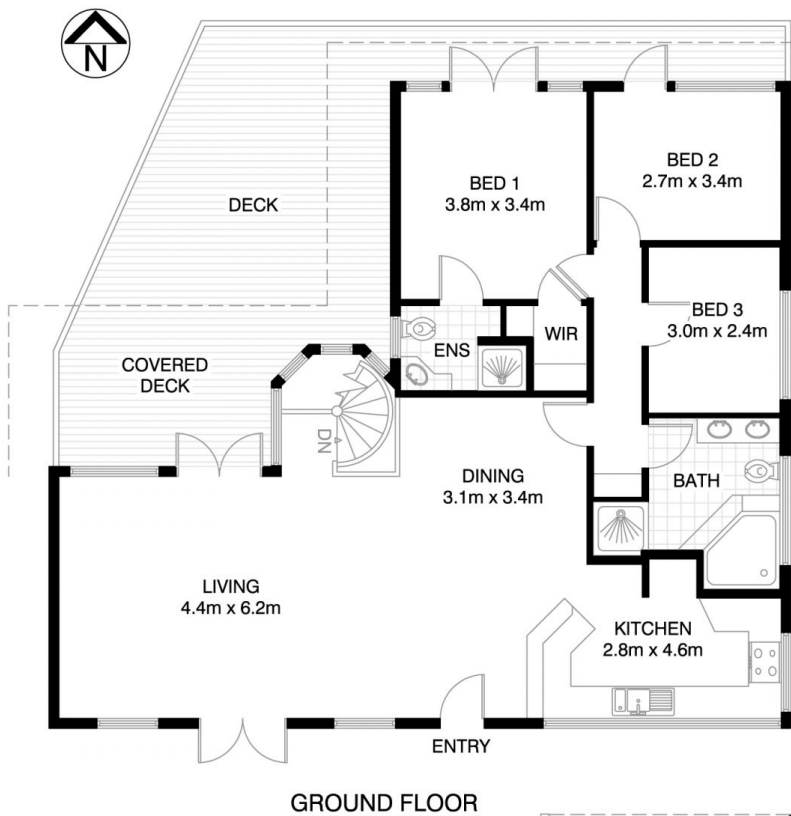 N
BED 1
3.8m x 3.4m
BED 2
2.7m x 3.4m
DECK
BED 3
3.0m x 2.4m
WIR
ENS
COVERED
DECK
DN
DINING
3.1m x 3.4m
BATH
LIVING
4.4m x 6.2m
KITCHEN
2.8m x 4.6m
ENTRY
GROUND FLOOR